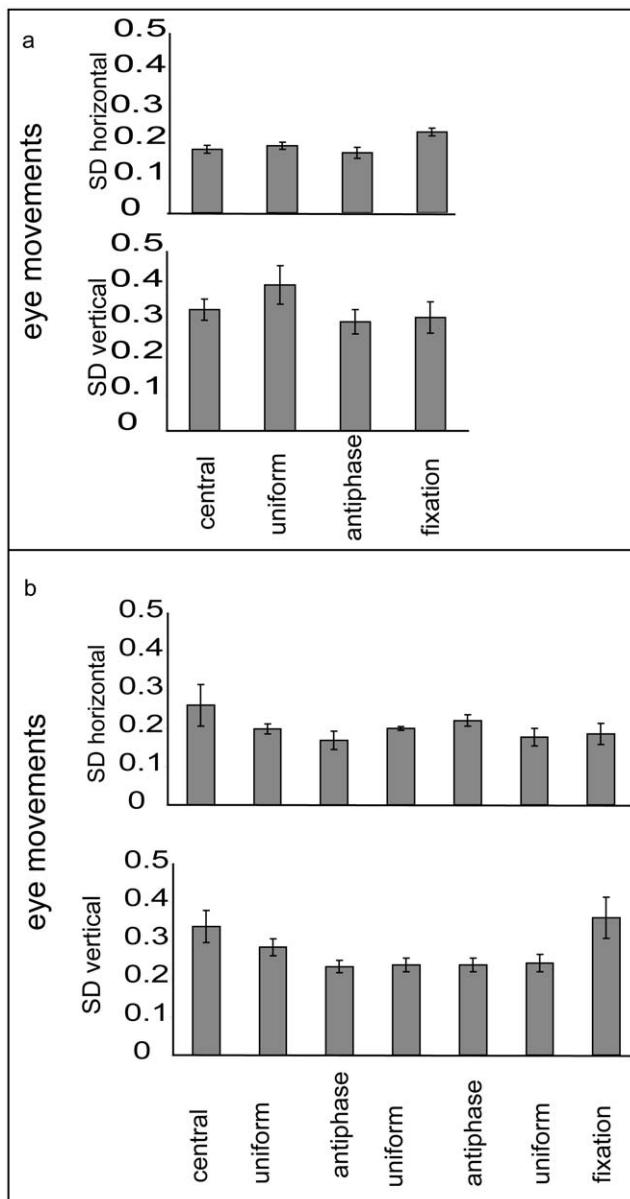 a
eye movements
SD horizontal
0.5
0.4
0.3
0.2
0.1
0
SD vertical
0.5
0.4
0.3
0.2
0.1
0
central
uniform
antiphase
fixation
b
eye movements
SD horizontal
0.5
0.4
0.3
0.2
0.1
0
SD vertical
0.5
0.4
0.3
0.2
0.1
0
central
uniform
antiphase
uniform
antiphase
uniform
fixation